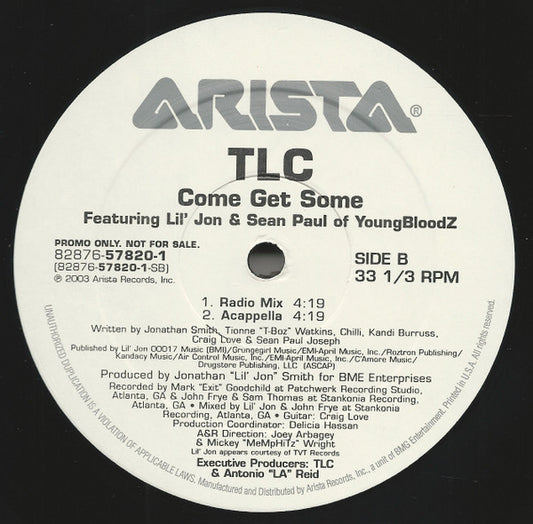 ARISTA®
TLC
Come Get Some
Featuring Lil' Jon & Sean Paul of YoungBloodZ
PROMO ONLY. NOT FOR SALE.
82876-57820-1
(82876-57820-1-SB)
℗ 2003 Arista Records, Inc.
SIDE B
33 1/3 RPM
1. Radio Mix 4:19
2. Acappella 4:19
Written by Jonathan Smith, Tionne "T-Boz" Watkins, Chilli, Kandi Burruss,
Craig Love & Sean Paul Joseph
Published by Lil' Jon 00017 Music (BMI)/Grungegirl Music/EMI-April Music, Inc./Roztron Publishing/
Kandacy Music/Air Control Music, Inc./EMI-April Music, Inc./C'Amore Music/
Drugstore Publishing, LLC (ASCAP)
Produced by Jonathan "Lil' Jon" Smith for BME Enterprises
Recorded by Mark "Exit" Goodchild at Patchwerk Recording Studio,
Atlanta, GA & John Frye & Sam Thomas at Stankonia Recording,
Atlanta, GA • Mixed by Lil' Jon & John Frye at Stankonia
Recording, Atlanta, GA • Guitar: Craig Love
Production Coordinator: Delicia Hassan
A&R Direction: Joey Arbagey
& Mickey "MeMpHiTz" Wright
Lil' Jon appears courtesy of TVT Records
Executive Producers: TLC
& Antonio "LA" Reid
UNAUTHORIZED DUPLICATION IS A VIOLATION OF APPLICABLE LAWS. Manufactured and Distributed by Arista Records, Inc., a unit of BMG Entertainment. Printed in U.S.A. All rights reserved.